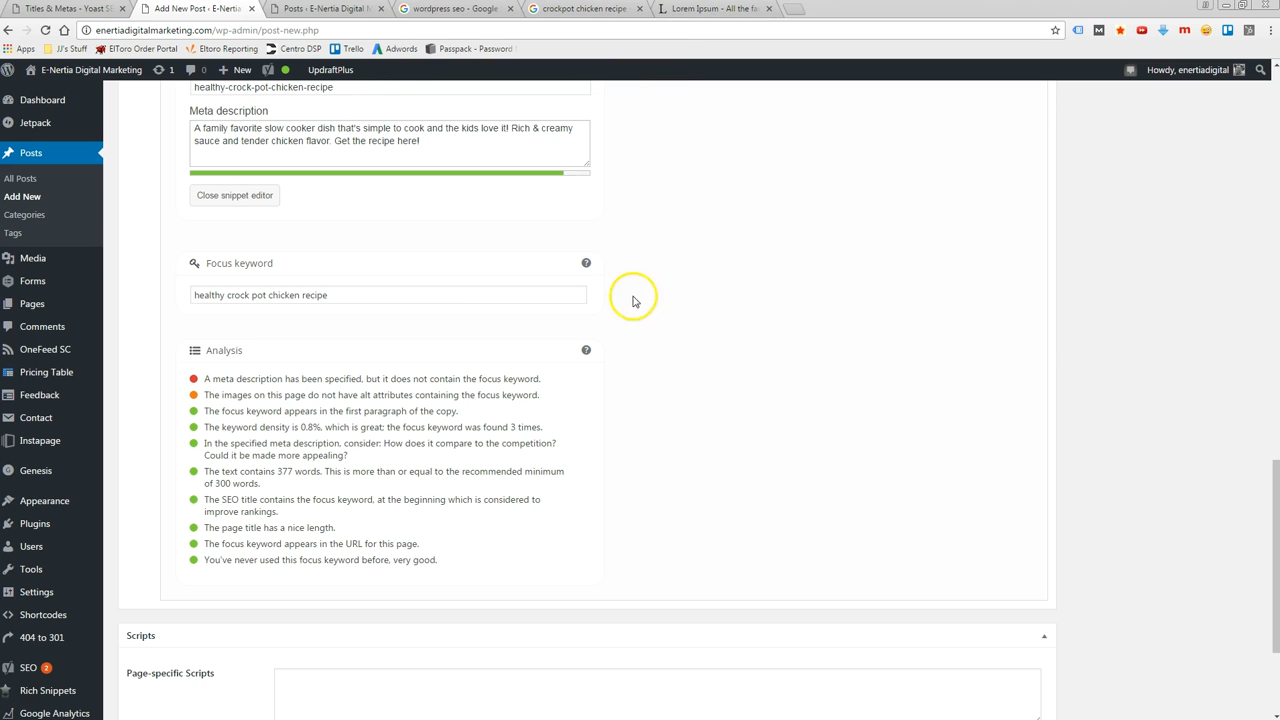 Titles & Metas - Yoast SE
Add New Post ‹ E-Nertia
Posts ‹ E-Nertia Digital M
wordpress seo - Google
crockpot chicken recipe
Lorem Ipsum - All the fa
enertiadigitalmarketing.com/wp-admin/post-new.php
Apps
JJ's Stuff
ElToro Order Portal
Eltoro Reporting
Centro DSP
Trello
Adwords
Passpack - Password
E-Nertia Digital Marketing
1
0
New
UpdraftPlus
Howdy, enertiadigital
Dashboard
Jetpack
Posts
All Posts
Add New
Categories
Tags
Media
Forms
Pages
Comments
OneFeed SC
Pricing Table
Feedback
Contact
Instapage
Genesis
Appearance
Plugins
Users
Tools
Settings
Shortcodes
404 to 301
SEO 2
Rich Snippets
Google Analytics
healthy-crock-pot-chicken-recipe
Meta description
A family favorite slow cooker dish that's simple to cook and the kids love it! Rich & creamy
sauce and tender chicken flavor. Get the recipe here!
Close snippet editor
Focus keyword
healthy crock pot chicken recipe
Analysis
A meta description has been specified, but it does not contain the focus keyword.
The images on this page do not have alt attributes containing the focus keyword.
The focus keyword appears in the first paragraph of the copy.
The keyword density is 0.8%, which is great; the focus keyword was found 3 times.
In the specified meta description, consider: How does it compare to the competition?
Could it be made more appealing?
The text contains 377 words. This is more than or equal to the recommended minimum
of 300 words.
The SEO title contains the focus keyword, at the beginning which is considered to
improve rankings.
The page title has a nice length.
The focus keyword appears in the URL for this page.
You've never used this focus keyword before, very good.
Scripts
Page-specific Scripts